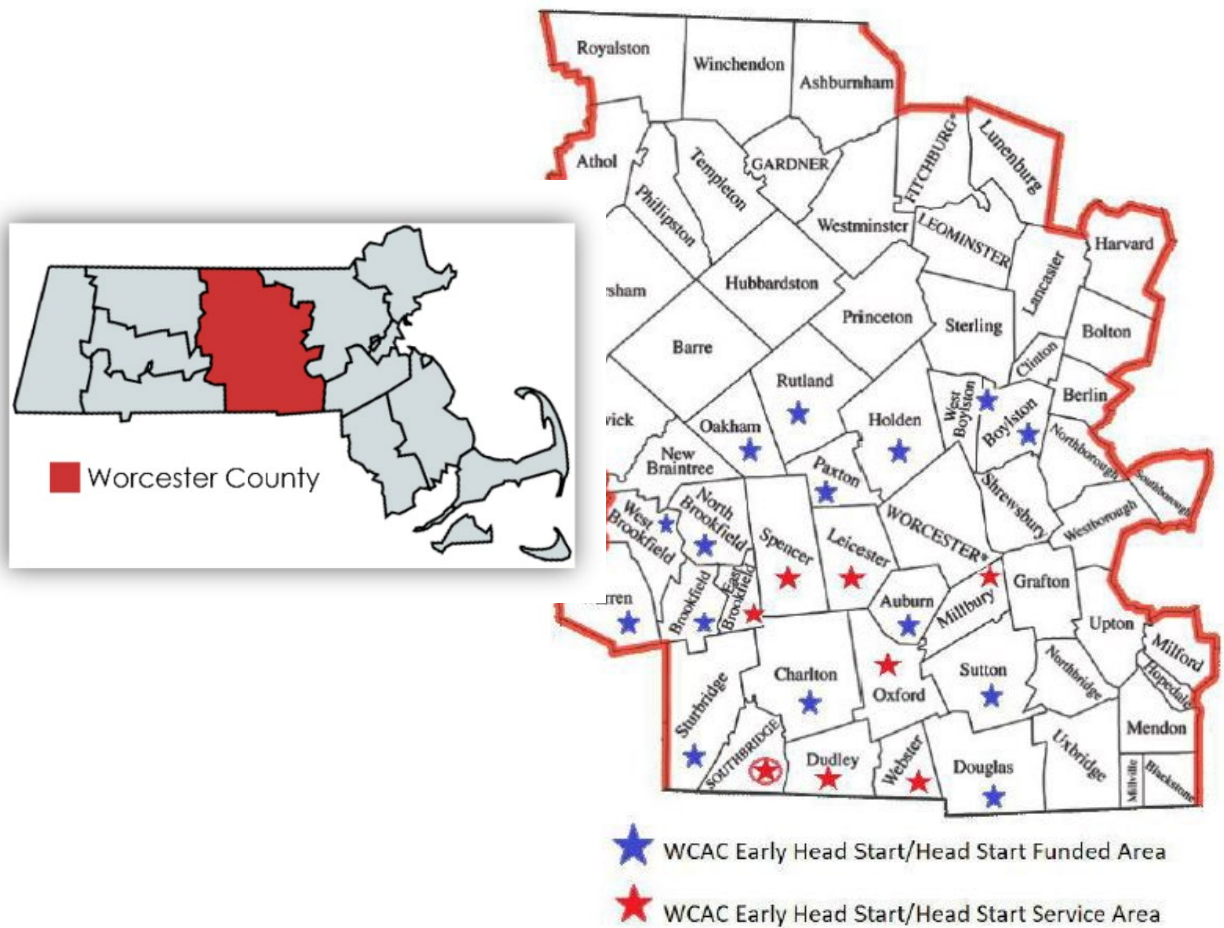 Royalston
Winchendon
Ashburnham
Athol
Phillipston
Templeton
GARDNER
Westminster
FITCHBURG*
Lunenburg
LEOMINSTER
Lancaster
Harvard
rsham
Hubbardston
Princeton
Sterling
Bolton
Barre
Clinton
Rutland
Berlin
wick
Oakham
Holden
West
Boylston
Boylston
Northborough
Southborough
New
Braintree
Paxton
Shrewsbury
Westborough
West
Brookfield
North
Brookfield
Spencer
Leicester
WORCESTER*
Grafton
rren
Brookfield
East
Brookfield
Auburn
Millbury
Upton
Milford
Hopedale
Sturbridge
Charlton
Oxford
Sutton
Northbridge
Mendon
SOUTHBRIDGE
Dudley
Webster
Douglas
Uxbridge
Millville
Blackstone
Worcester County
WCAC Early Head Start/Head Start Funded Area
WCAC Early Head Start/Head Start Service Area